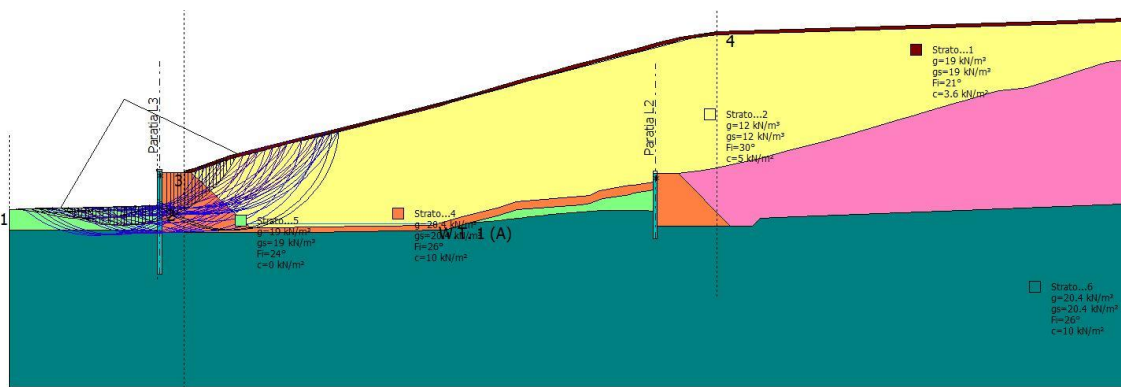 4
Strato...1
g=19 kN/m³
gs=19 kN/m³
Fi=21°
c=3.6 kN/m²
Paratia L3
Paratia L2
Strato...2
g=12 kN/m³
gs=12 kN/m³
Fi=30°
c=5 kN/m²
3
1
2
Strato...5
g=19 kN/m³
gs=19 kN/m³
Fi=24°
c=0 kN/m²
Strato...4
Fi=26°
c=10 kN/m²
W.T. 1 (A)
Strato...6
g=20.4 kN/m³
gs=20.4 kN/m³
Fi=26°
c=10 kN/m²